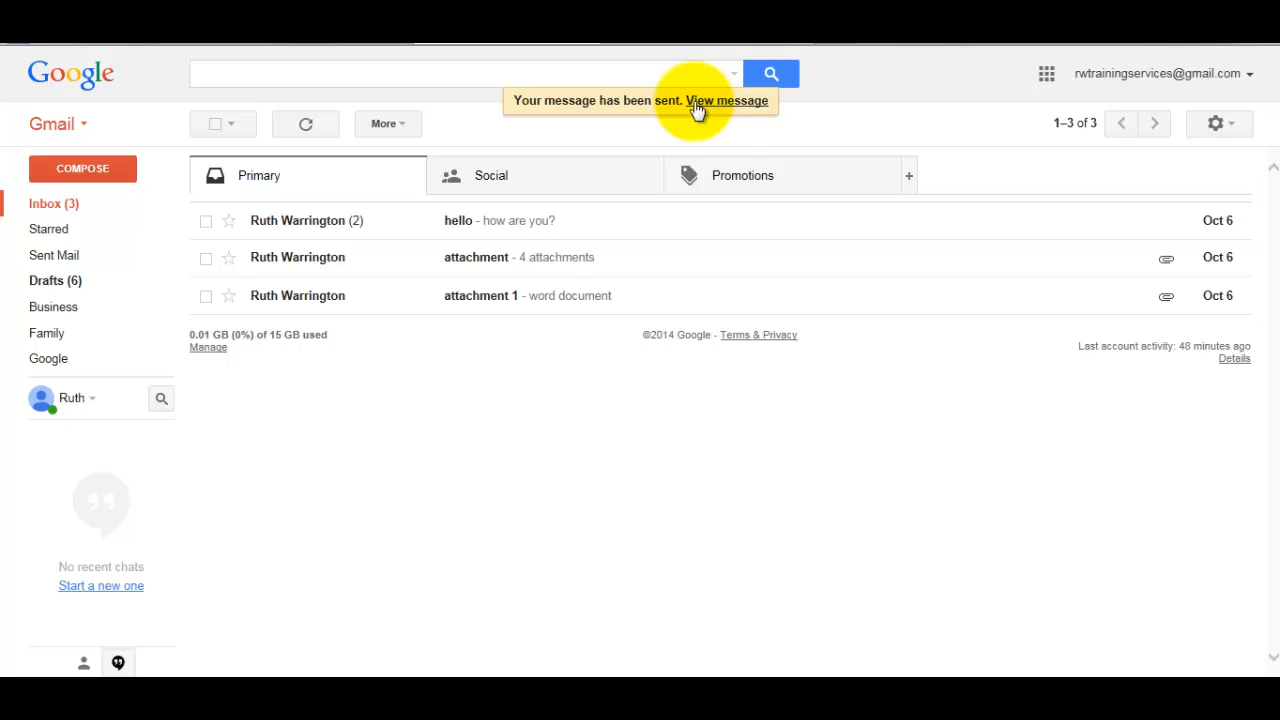 Google
rwtrainingservices@gmail.com
Your message has been sent. View message
Gmail
More
1–3 of 3
COMPOSE
Primary
Social
Promotions
+
Inbox (3)
Starred
Sent Mail
Drafts (6)
Business
Family
Google
Ruth Warrington (2) hello - how are you? Oct 6
Ruth Warrington attachment - 4 attachments Oct 6
Ruth Warrington attachment 1 - word document Oct 6
0.01 GB (0%) of 15 GB used
Manage
©2014 Google - Terms & Privacy
Last account activity: 48 minutes ago
Details
Ruth
No recent chats
Start a new one